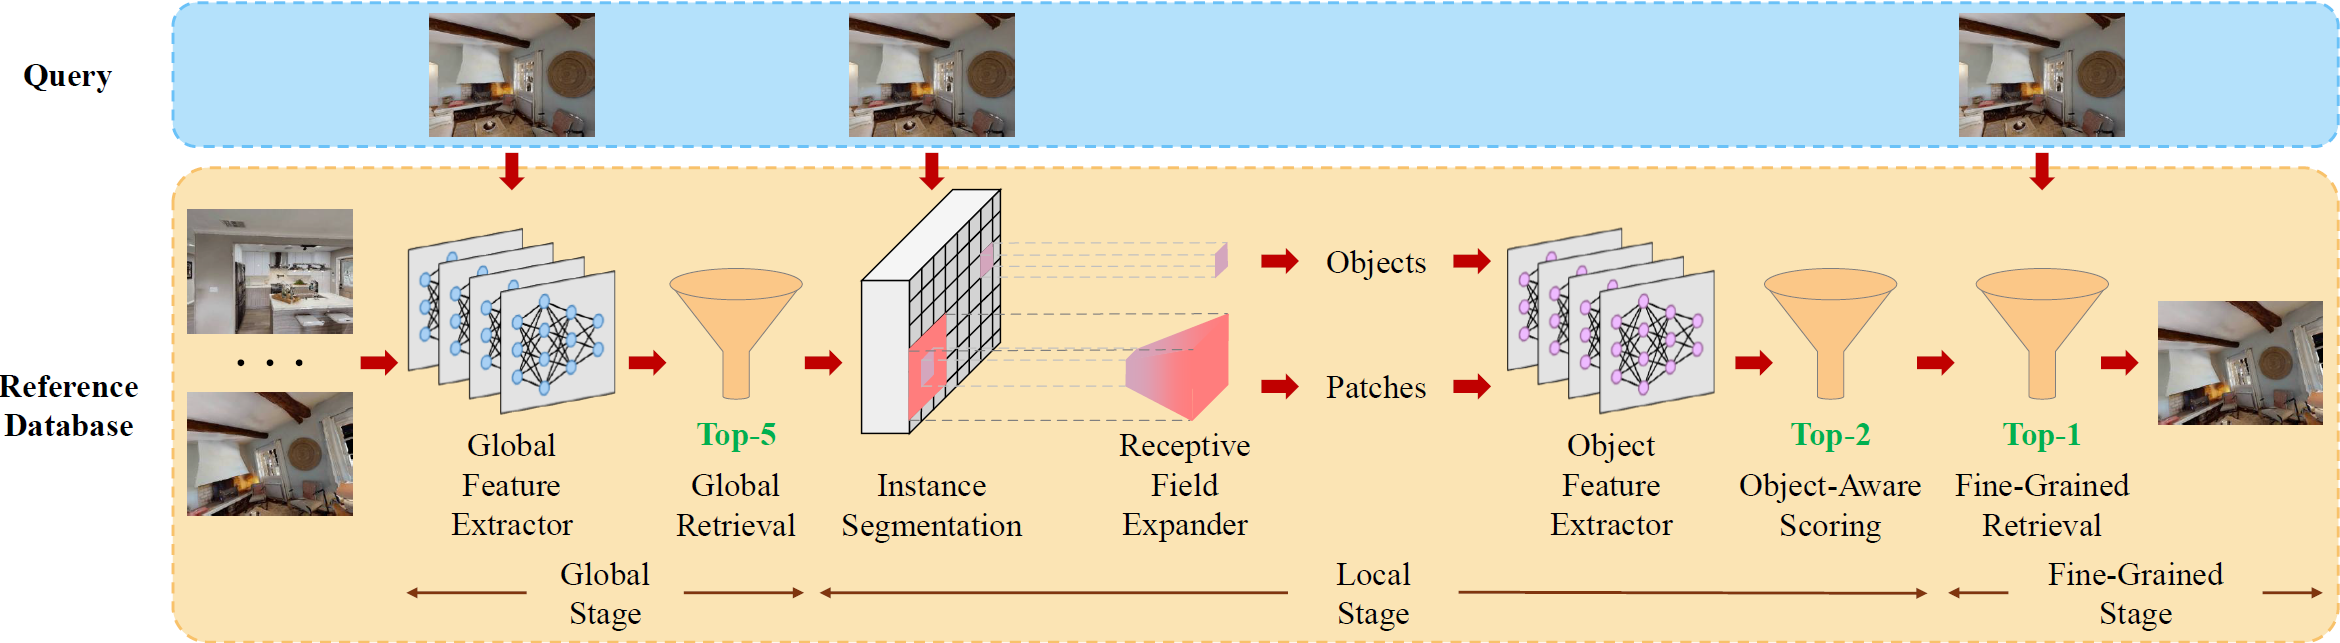 Query
Reference
Database
Objects
Patches
Global
Feature
Extractor
Top-5
Global
Retrieval
Instance
Segmentation
Receptive
Field
Expander
Object
Feature
Extractor
Top-2
Object-Aware
Scoring
Top-1
Fine-Grained
Retrieval
Global
Stage
Local
Stage
Fine-Grained
Stage